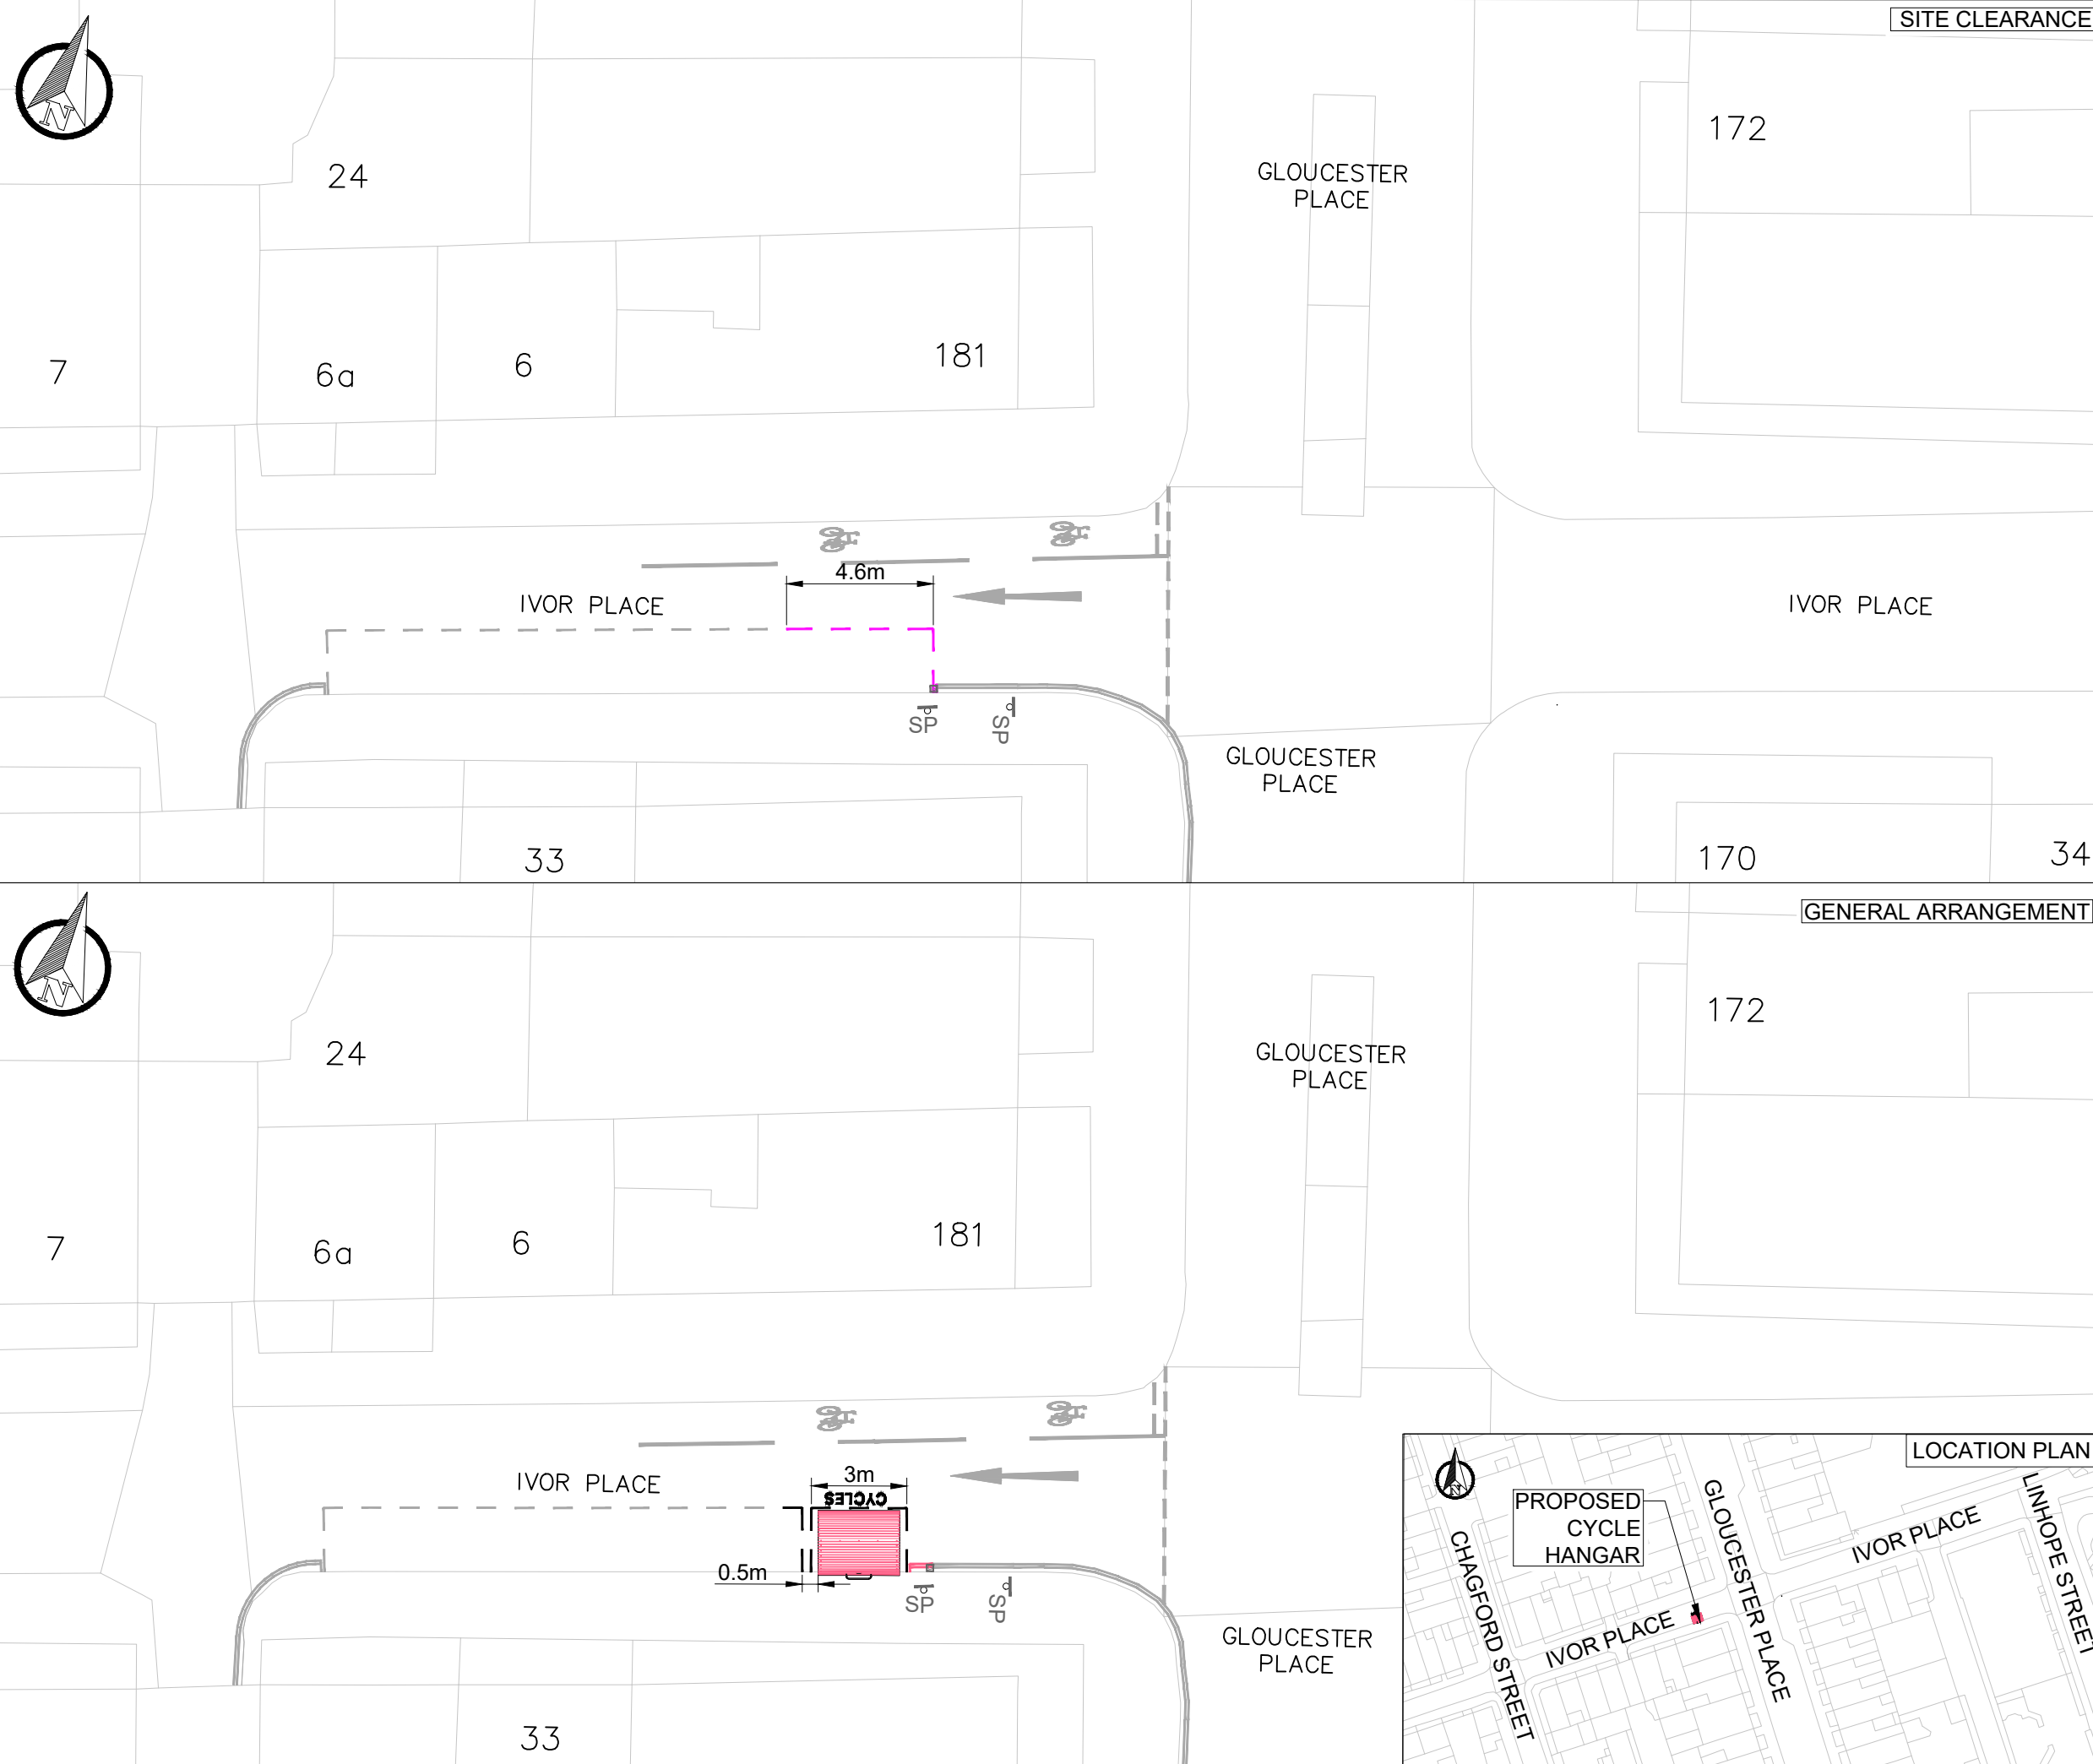 SITE CLEARANCE
N
172
24
GLOUCESTER
PLACE
181
7
6a
6
4.6m
IVOR PLACE
IVOR PLACE
SP
SP
GLOUCESTER
PLACE
33
170
34
GENERAL ARRANGEMENT
N
172
24
GLOUCESTER
PLACE
181
7
6a
6
3m
CYCLES
IVOR PLACE
0.5m
SP
SP
GLOUCESTER
PLACE
33
LOCATION PLAN
N
PROPOSED
CYCLE
HANGAR
GLOUCESTER PLACE
IVOR PLACE
LINHOPE STREET
CHAGFORD STREET
IVOR PLACE